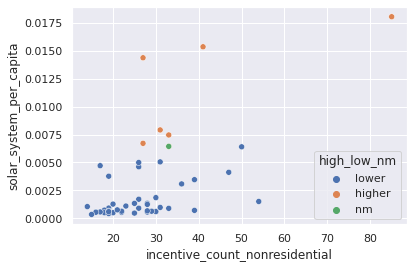 solar_system_per_capita
0.0175
0.0150
0.0125
0.0100
0.0075
0.0050
0.0025
0.0000
high_low_nm
lower
higher
nm
20 30 40 50 60 70 80
incentive_count_nonresidential